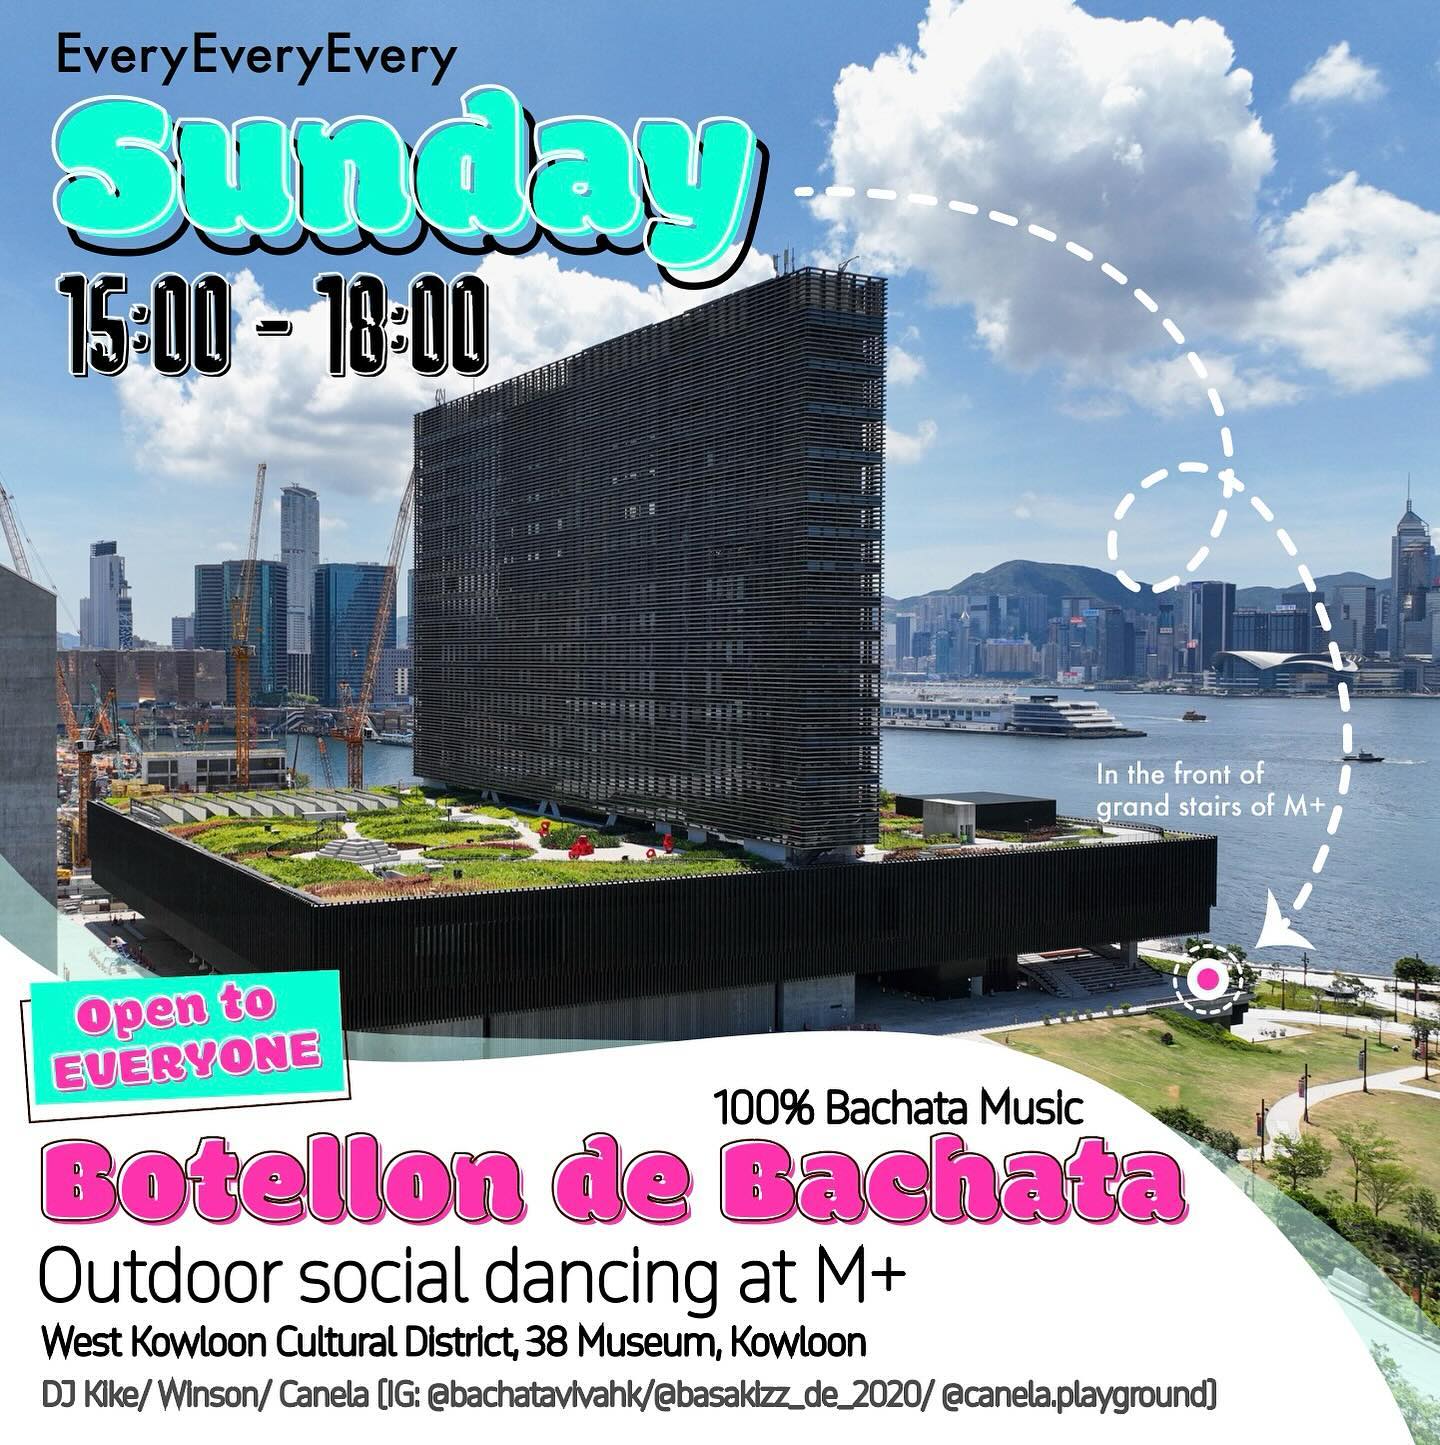 EveryEveryEvery
Sunday
15:00 - 18:00
In the front of
grand stairs of M+
Open to
EVERYONE
100% Bachata Music
Botellon de Bachata
Outdoor social dancing at M+
West Kowloon Cultural District, 38 Museum, Kowloon
DJ Kike/ Winson/ Canela (IG: @bachatavivahk/@basakizz_de_2020/ @canela.playground)